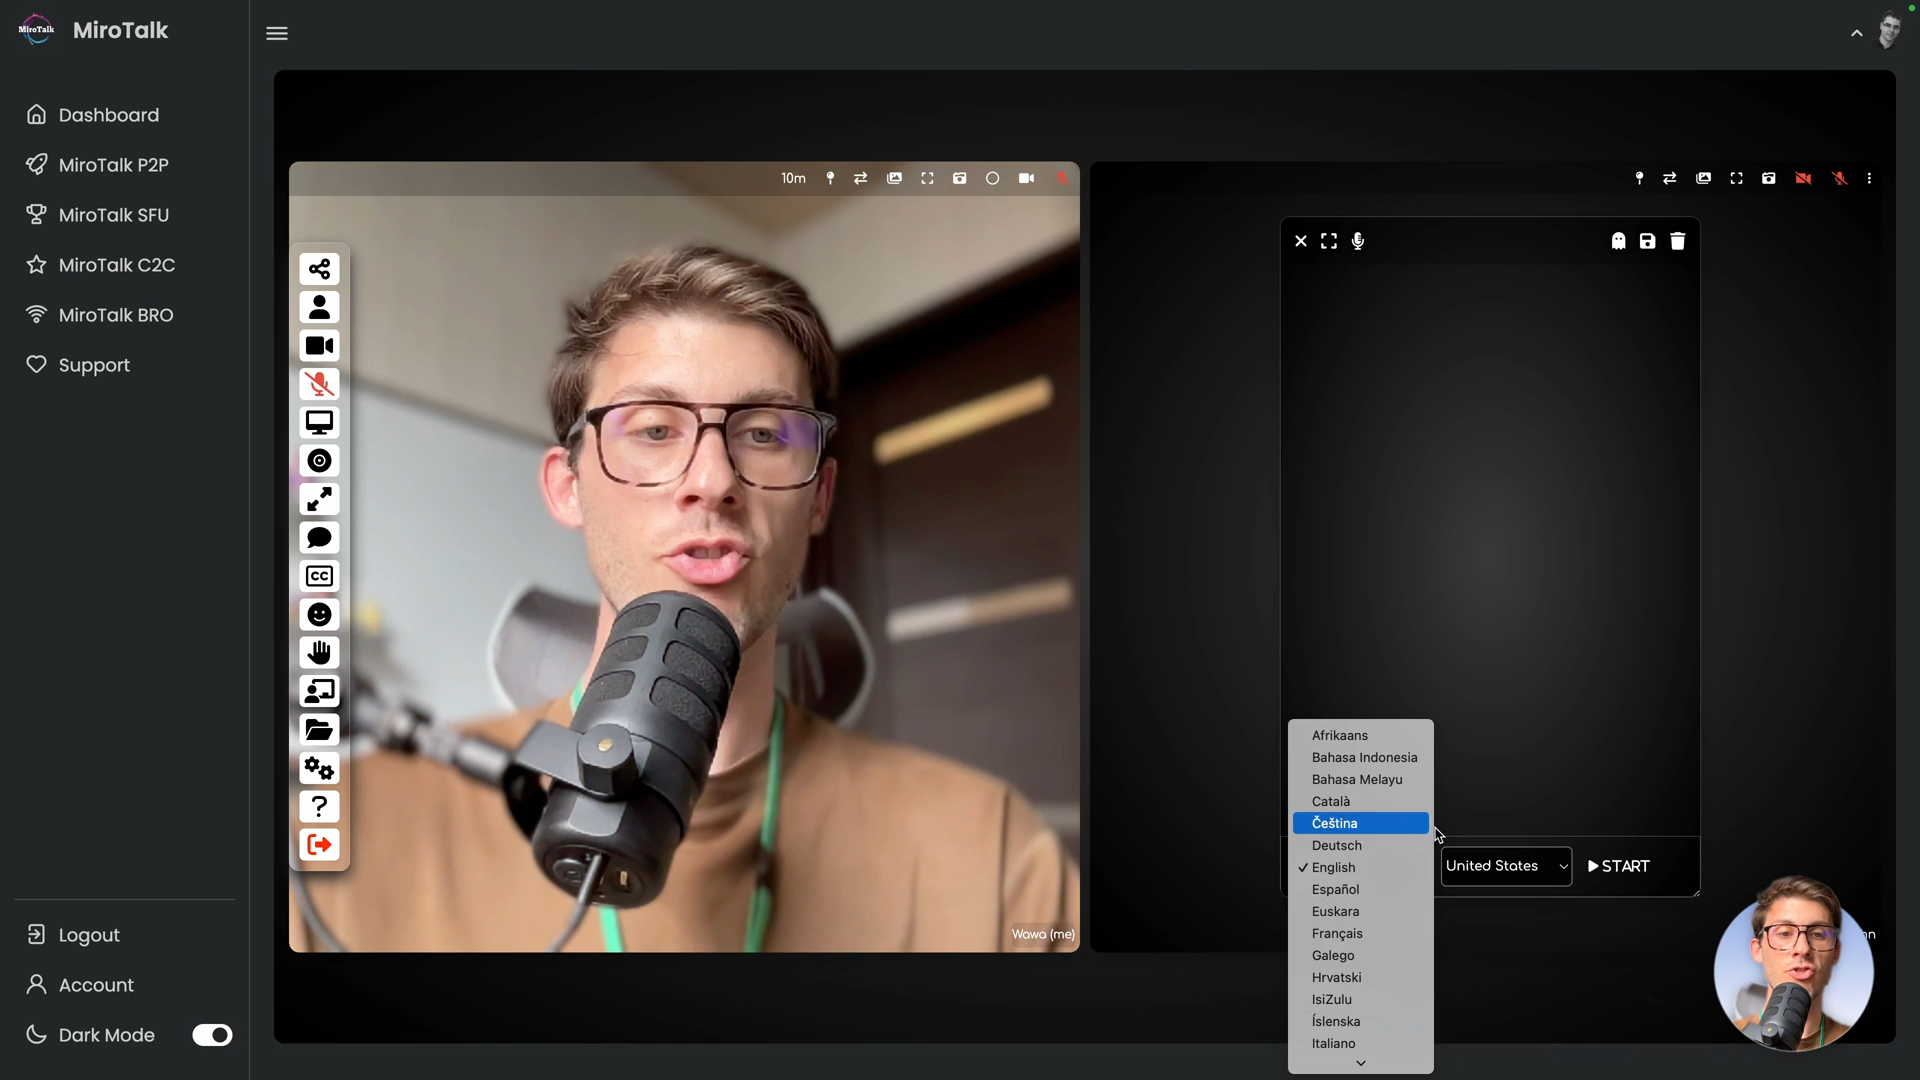 MiroTalk
MiroTalk
Dashboard
MiroTalk P2P
MiroTalk SFU
MiroTalk C2C
MiroTalk BRO
Support
Logout
Account
Dark Mode
10m
CC
?
Wawa (me)
Afrikaans
Bahasa Indonesia
Bahasa Melayu
Català
Čeština
Deutsch
✓ English
Español
Euskara
Français
Galego
Hrvatski
IsiZulu
Íslenska
Italiano
United States
START